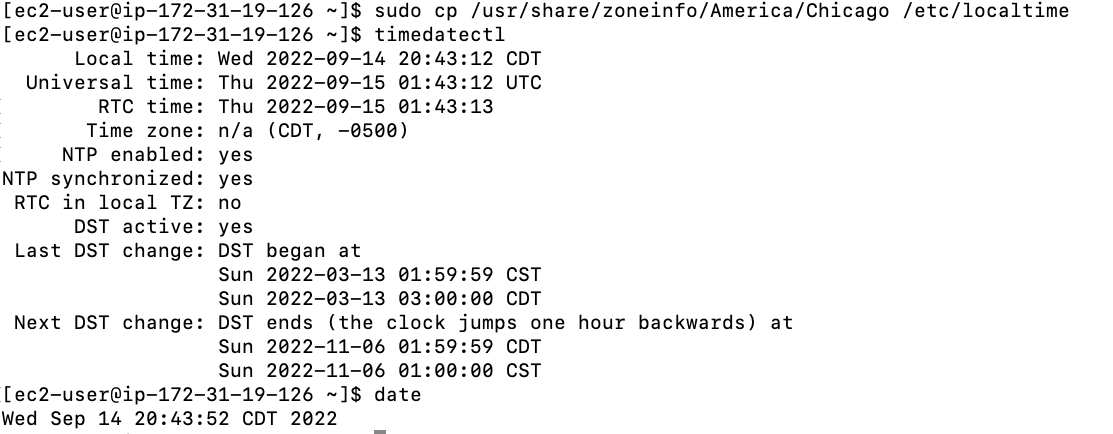 [ec2-user@ip-172-31-19-126 ~]$ sudo cp /usr/share/zoneinfo/America/Chicago /etc/localtime
[ec2-user@ip-172-31-19-126 ~]$ timedatectl
      Local time: Wed 2022-09-14 20:43:12 CDT
  Universal time: Thu 2022-09-15 01:43:12 UTC
        RTC time: Thu 2022-09-15 01:43:13
       Time zone: n/a (CDT, -0500)
     NTP enabled: yes
NTP synchronized: yes
 RTC in local TZ: no
      DST active: yes
 Last DST change: DST began at
                  Sun 2022-03-13 01:59:59 CST
                  Sun 2022-03-13 03:00:00 CDT
 Next DST change: DST ends (the clock jumps one hour backwards) at
                  Sun 2022-11-06 01:59:59 CDT
                  Sun 2022-11-06 01:00:00 CST
[ec2-user@ip-172-31-19-126 ~]$ date
Wed Sep 14 20:43:52 CDT 2022